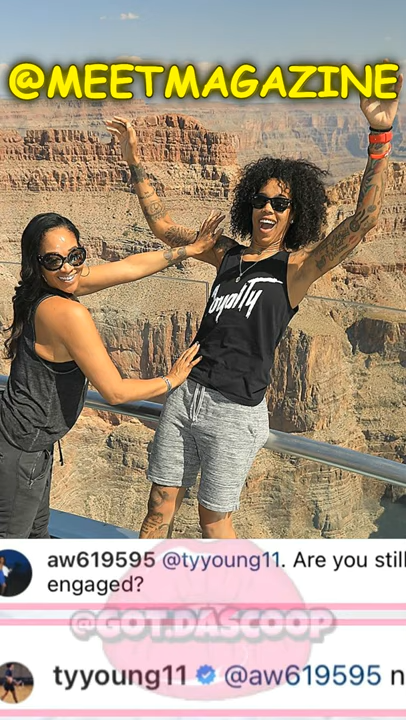 @MEETMAGAZINE
LoyalTy
aw619595 @tyyoung11. Are you still
engaged?
@GOT.DASCOOP
tyyoung11 @aw619595 n